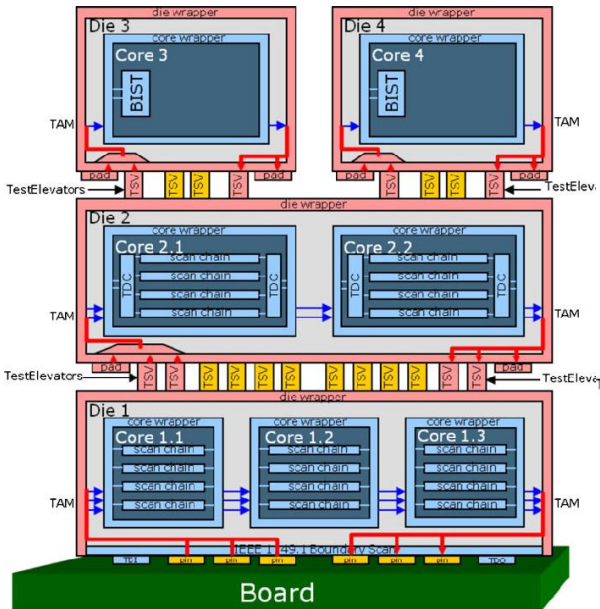 die wrapper
die wrapper
Die 3
Die 4
core wrapper
core wrapper
Core 3
Core 4
BIST
BIST
TAM
TAM
pad
pad
pad
pad
TestElevators
TSV
TSV
TSV
TSV
TSV
TSV
TSV
TSV
TestElev
die wrapper
Die 2
core wrapper
core wrapper
Core 2.1
Core 2.2
TDC
scan chain
TDC
TDC
scan chain
TDC
scan chain
scan chain
scan chain
scan chain
scan chain
scan chain
TAM
TAM
pad
pad
TestElevators
TSV
TSV
TSV
TSV
TSV
TSV
TSV
TSV
TSV
TSV
TSV
TSV
TestEleva
die wrapper
Die 1
core wrapper
core wrapper
core wrapper
Core 1.1
Core 1.2
Core 1.3
scan chain
scan chain
scan chain
scan chain
scan chain
scan chain
scan chain
scan chain
scan chain
scan chain
scan chain
scan chain
TAM
TAM
IEEE 1149.1 Boundary Scan
TDI
pin
pin
pin
pin
pin
pin
TDO
Board